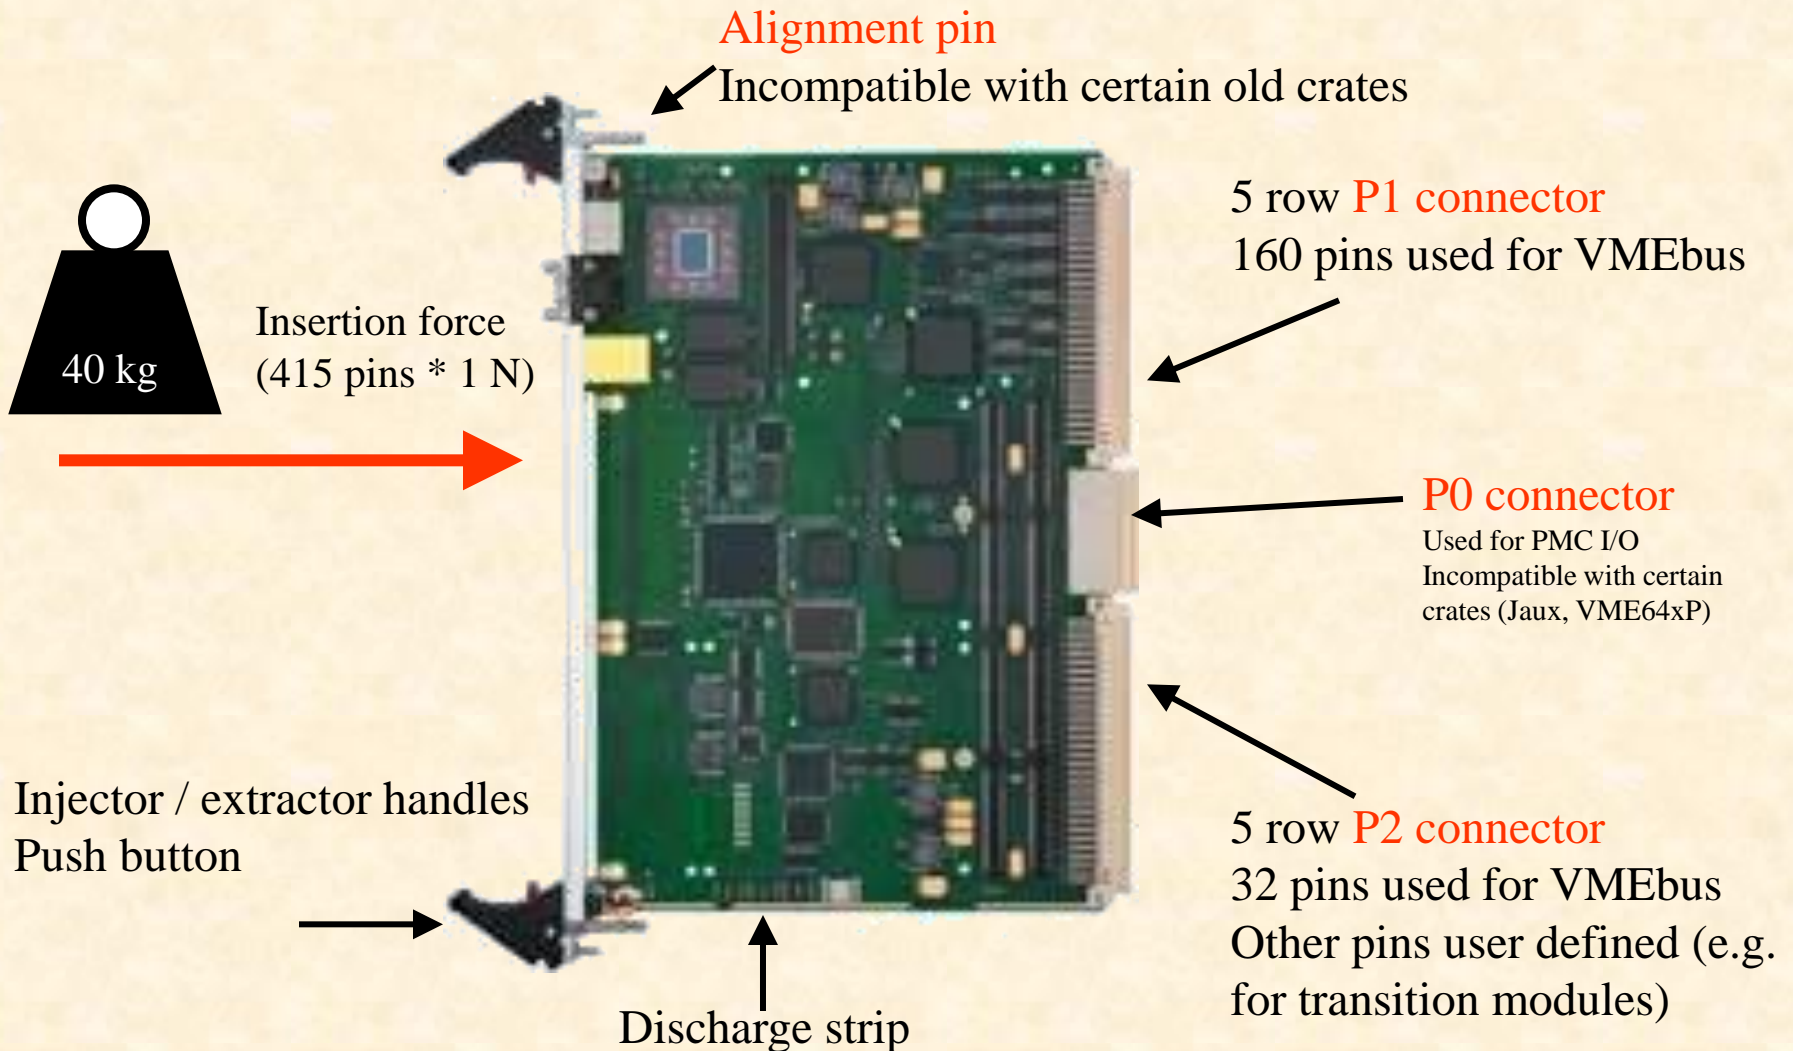 Alignment pin
Incompatible with certain old crates
5 row P1 connector
160 pins used for VMEbus
Insertion force
(415 pins * 1 N)
40 kg
P0 connector
Used for PMC I/O
Incompatible with certain
crates (Jaux, VME64xP)
Injector / extractor handles
Push button
5 row P2 connector
32 pins used for VMEbus
Other pins user defined (e.g.
for transition modules)
Discharge strip